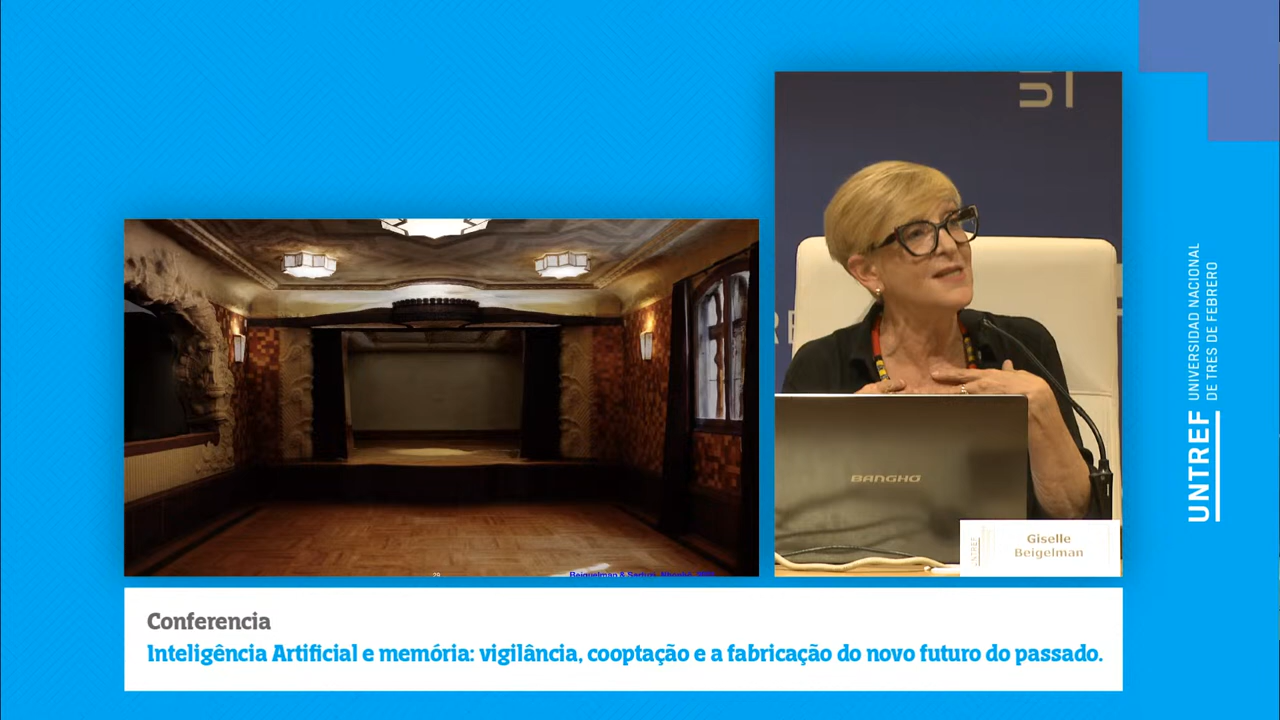 BANGHO
Giselle
Beigelman
29
Conferencia
Inteligência Artificial e memória: vigilância, cooptação e a fabricação do novo futuro do passado.
UNTREF
UNIVERSIDAD NACIONAL
DE TRES DE FEBRERO